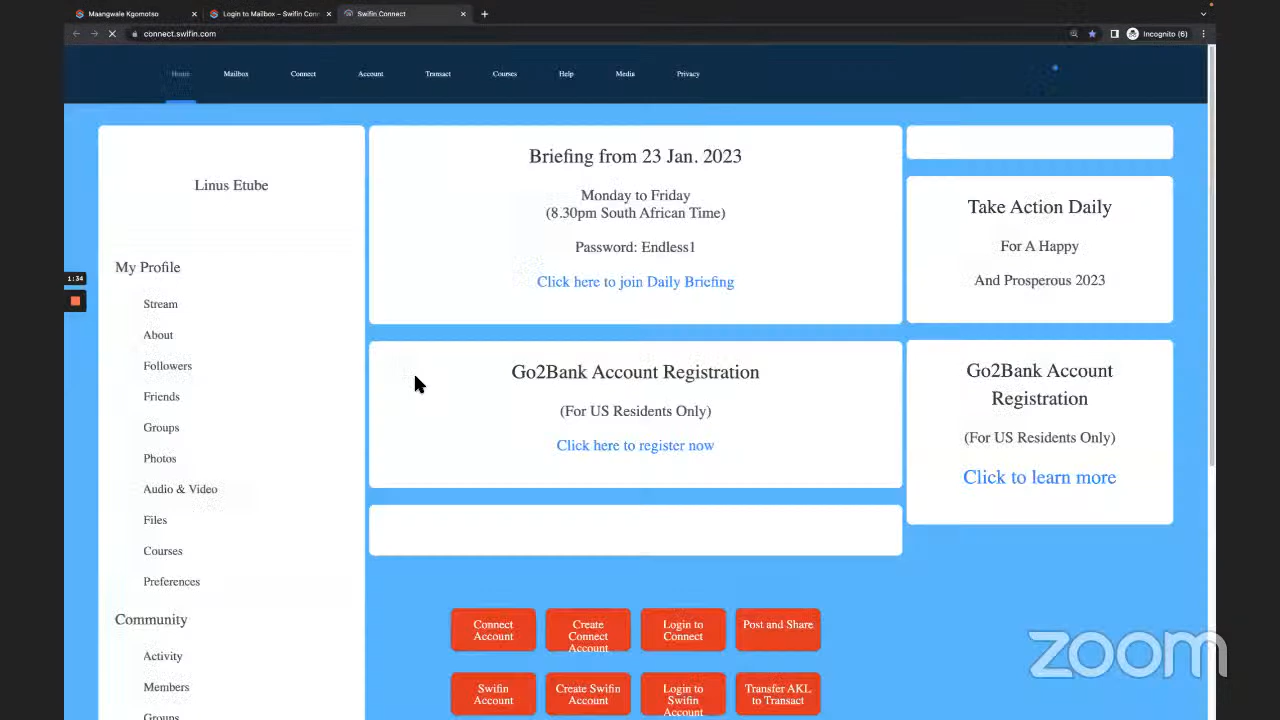 Maangwale Kgomotso
Login to Mailbox – Swifin Conn
Swifin Connect
connect.swifin.com
Incognito (6)
Home
Mailbox
Connect
Account
Transact
Courses
Help
Media
Privacy
Linus Etube
My Profile
Stream
About
Followers
Friends
Groups
Photos
Audio & Video
Files
Courses
Preferences
Community
Activity
Members
Groups
1:34
Briefing from 23 Jan. 2023
Monday to Friday
(8.30pm South African Time)
Password: Endless1
Click here to join Daily Briefing
Go2Bank Account Registration
(For US Residents Only)
Click here to register now
Connect
Account
Create
Connect
Account
Login to
Connect
Post and Share
Swifin
Account
Create Swifin
Account
Login to
Swifin
Account
Transfer AKL
to Transact
Take Action Daily
For A Happy
And Prosperous 2023
Go2Bank Account
Registration
(For US Residents Only)
Click to learn more
zoom